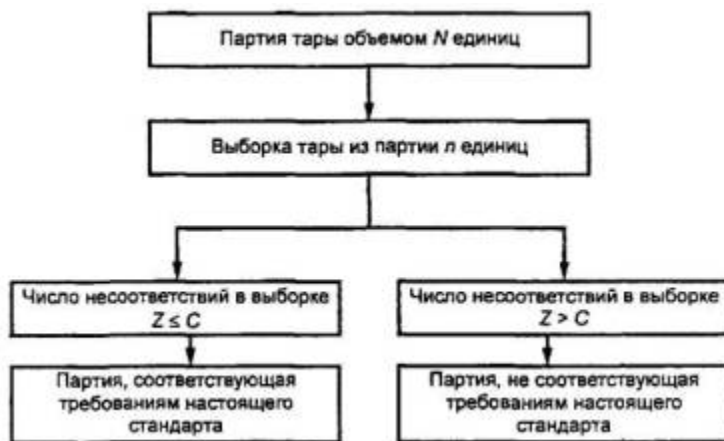 Партия тары объемом N единиц
Выборка тары из партии n единиц
Число несоответствий в выборке
Z ≤ C
Число несоответствий в выборке
Z > C
Партия, соответствующая
требованиям настоящего
стандарта
Партия, не соответствующая
требованиям настоящего
стандарта